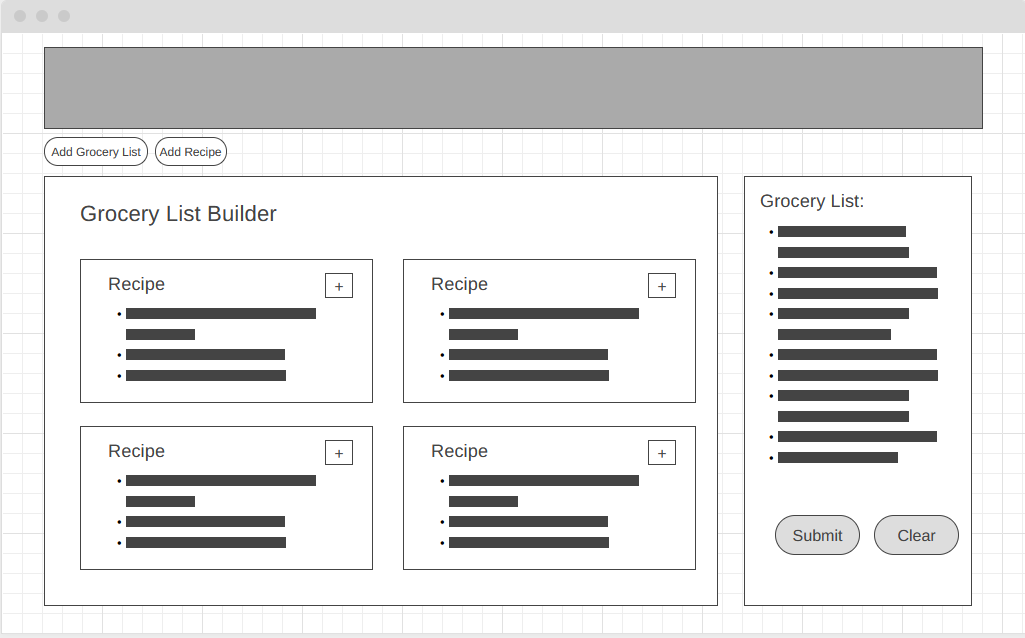 Add Grocery List
Add Recipe
Grocery List Builder
Recipe
+
Recipe
+
Recipe
+
Recipe
+
Grocery List:
Submit
Clear